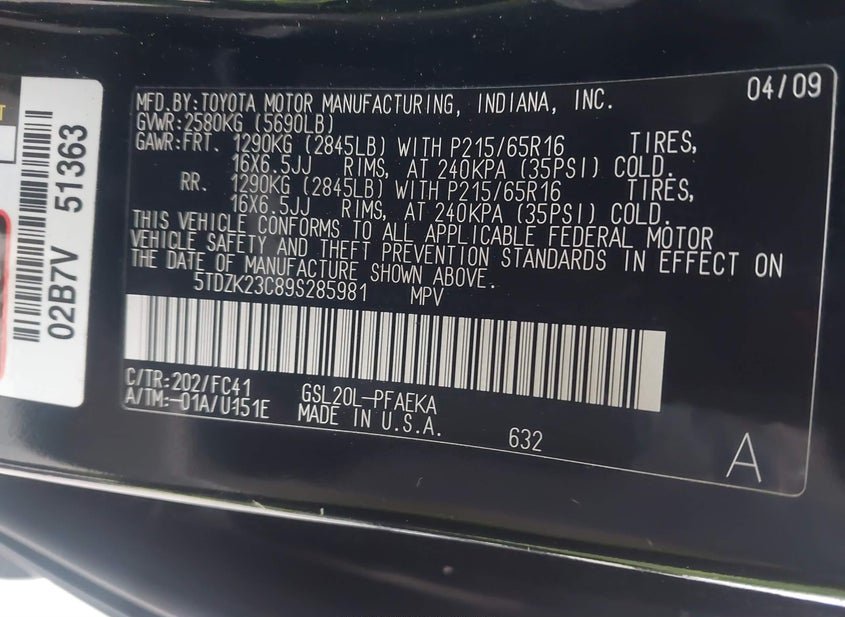 04/09
MFD.BY:TOYOTA MOTOR MANUFACTURING, INDIANA, INC.
GVWR:2580KG (5690LB)
GAWR:FRT. 1290KG (2845LB) WITH P215/65R16 TIRES,
16X6.5JJ RIMS, AT 240KPA (35PSI) COLD.
RR. 1290KG (2845LB) WITH P215/65R16 TIRES,
16X6.5JJ RIMS, AT 240KPA (35PSI) COLD.
THIS VEHICLE CONFORMS TO ALL APPLICABLE FEDERAL MOTOR
VEHICLE SAFETY AND THEFT PREVENTION STANDARDS IN EFFECT ON
THE DATE OF MANUFACTURE SHOWN ABOVE.
5TDZK23C89S285981 MPV
C/TR:202/FC41 GSL20L-PFAEKA
A/TM:-01A/U151E MADE IN U.S.A. 632
A
02B7V 51363